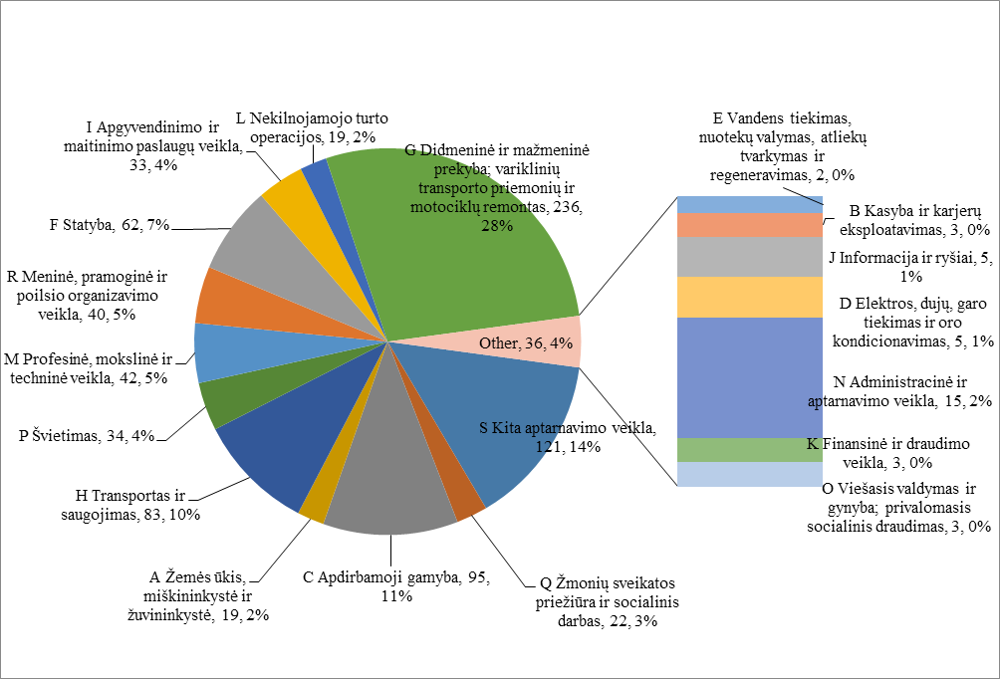 L Nekilnojamojo turto
operacijos, 19, 2%
I Apgyvendinimo ir
maitinimo paslaugų veikla,
33, 4%
G Didmeninė ir mažmeninė
prekyba; variklinių
transporto priemonių ir
motociklų remontas, 236,
28%
F Statyba, 62, 7%
R Meninė, pramoginė ir
poilsio organizavimo
veikla, 40, 5%
M Profesinė, mokslinė ir
techninė veikla, 42, 5%
P Švietimas, 34, 4%
H Transportas ir
saugojimas, 83, 10%
A Žemės ūkis,
miškininkystė ir
žuvininkystė, 19, 2%
C Apdirbamoji gamyba, 95,
11%
Q Žmonių sveikatos
priežiūra ir socialinis
darbas, 22, 3%
S Kita aptarnavimo veikla,
121, 14%
Other, 36, 4%
E Vandens tiekimas,
nuotekų valymas, atliekų
tvarkymas ir
regeneravimas, 2, 0%
B Kasyba ir karjerų
eksploatavimas, 3, 0%
J Informacija ir ryšiai, 5,
1%
D Elektros, dujų, garo
tiekimas ir oro
kondicionavimas, 5, 1%
N Administracinė ir
aptarnavimo veikla, 15, 2%
K Finansinė ir draudimo
veikla, 3, 0%
O Viešasis valdymas ir
gynyba; privalomasis
socialinis draudimas, 3, 0%